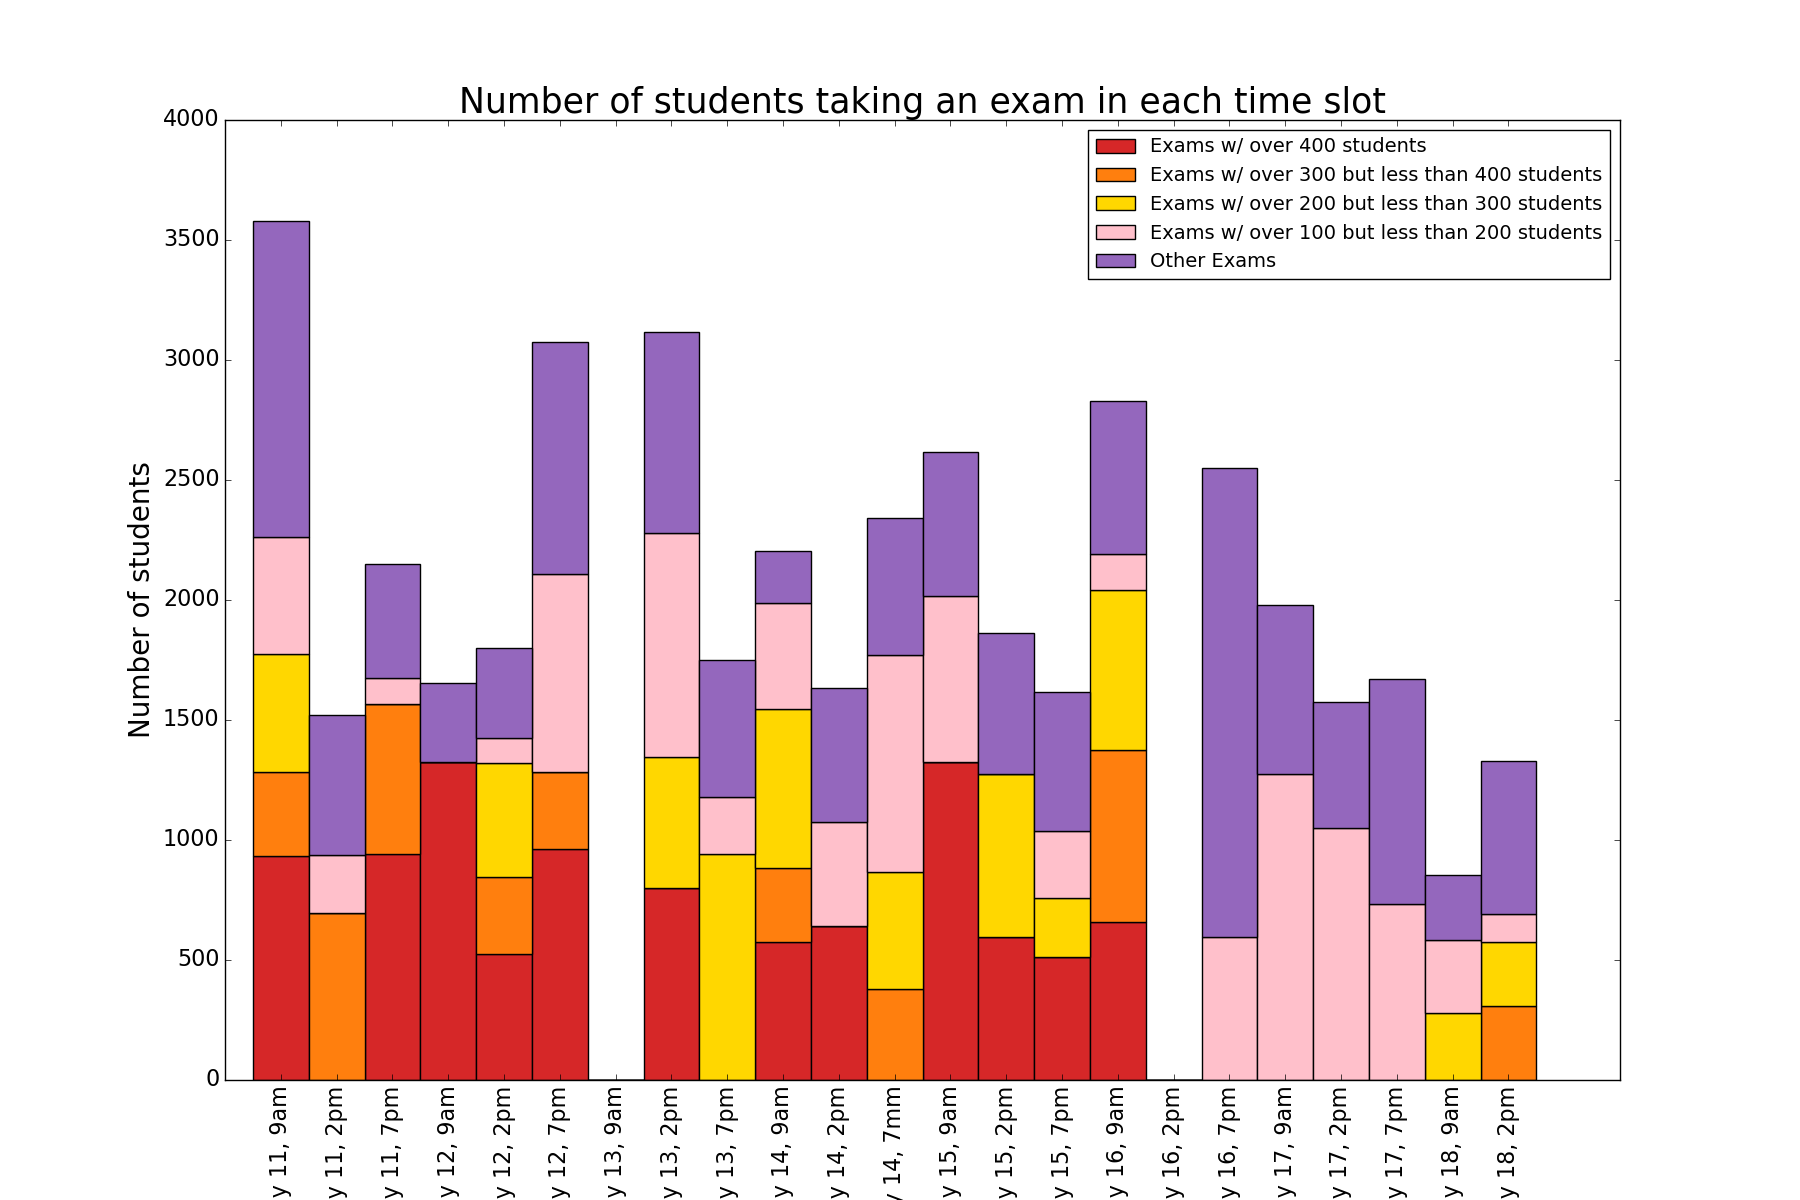 Number of students taking an exam in each time slot
Exams w/ over 400 students
Exams w/ over 300 but less than 400 students
Exams w/ over 200 but less than 300 students
Exams w/ over 100 but less than 200 students
Other Exams
Number of students
4000
3500
3000
2500
2000
1500
1000
500
0
y 11, 9am
y 11, 2pm
y 11, 7pm
y 12, 9am
y 12, 2pm
y 12, 7pm
y 13, 9am
y 13, 2pm
y 13, 7pm
y 14, 9am
y 14, 2pm
y 14, 7mm
y 15, 9am
y 15, 2pm
y 15, 7pm
y 16, 9am
y 16, 2pm
y 16, 7pm
y 17, 9am
y 17, 2pm
y 17, 7pm
y 18, 9am
y 18, 2pm